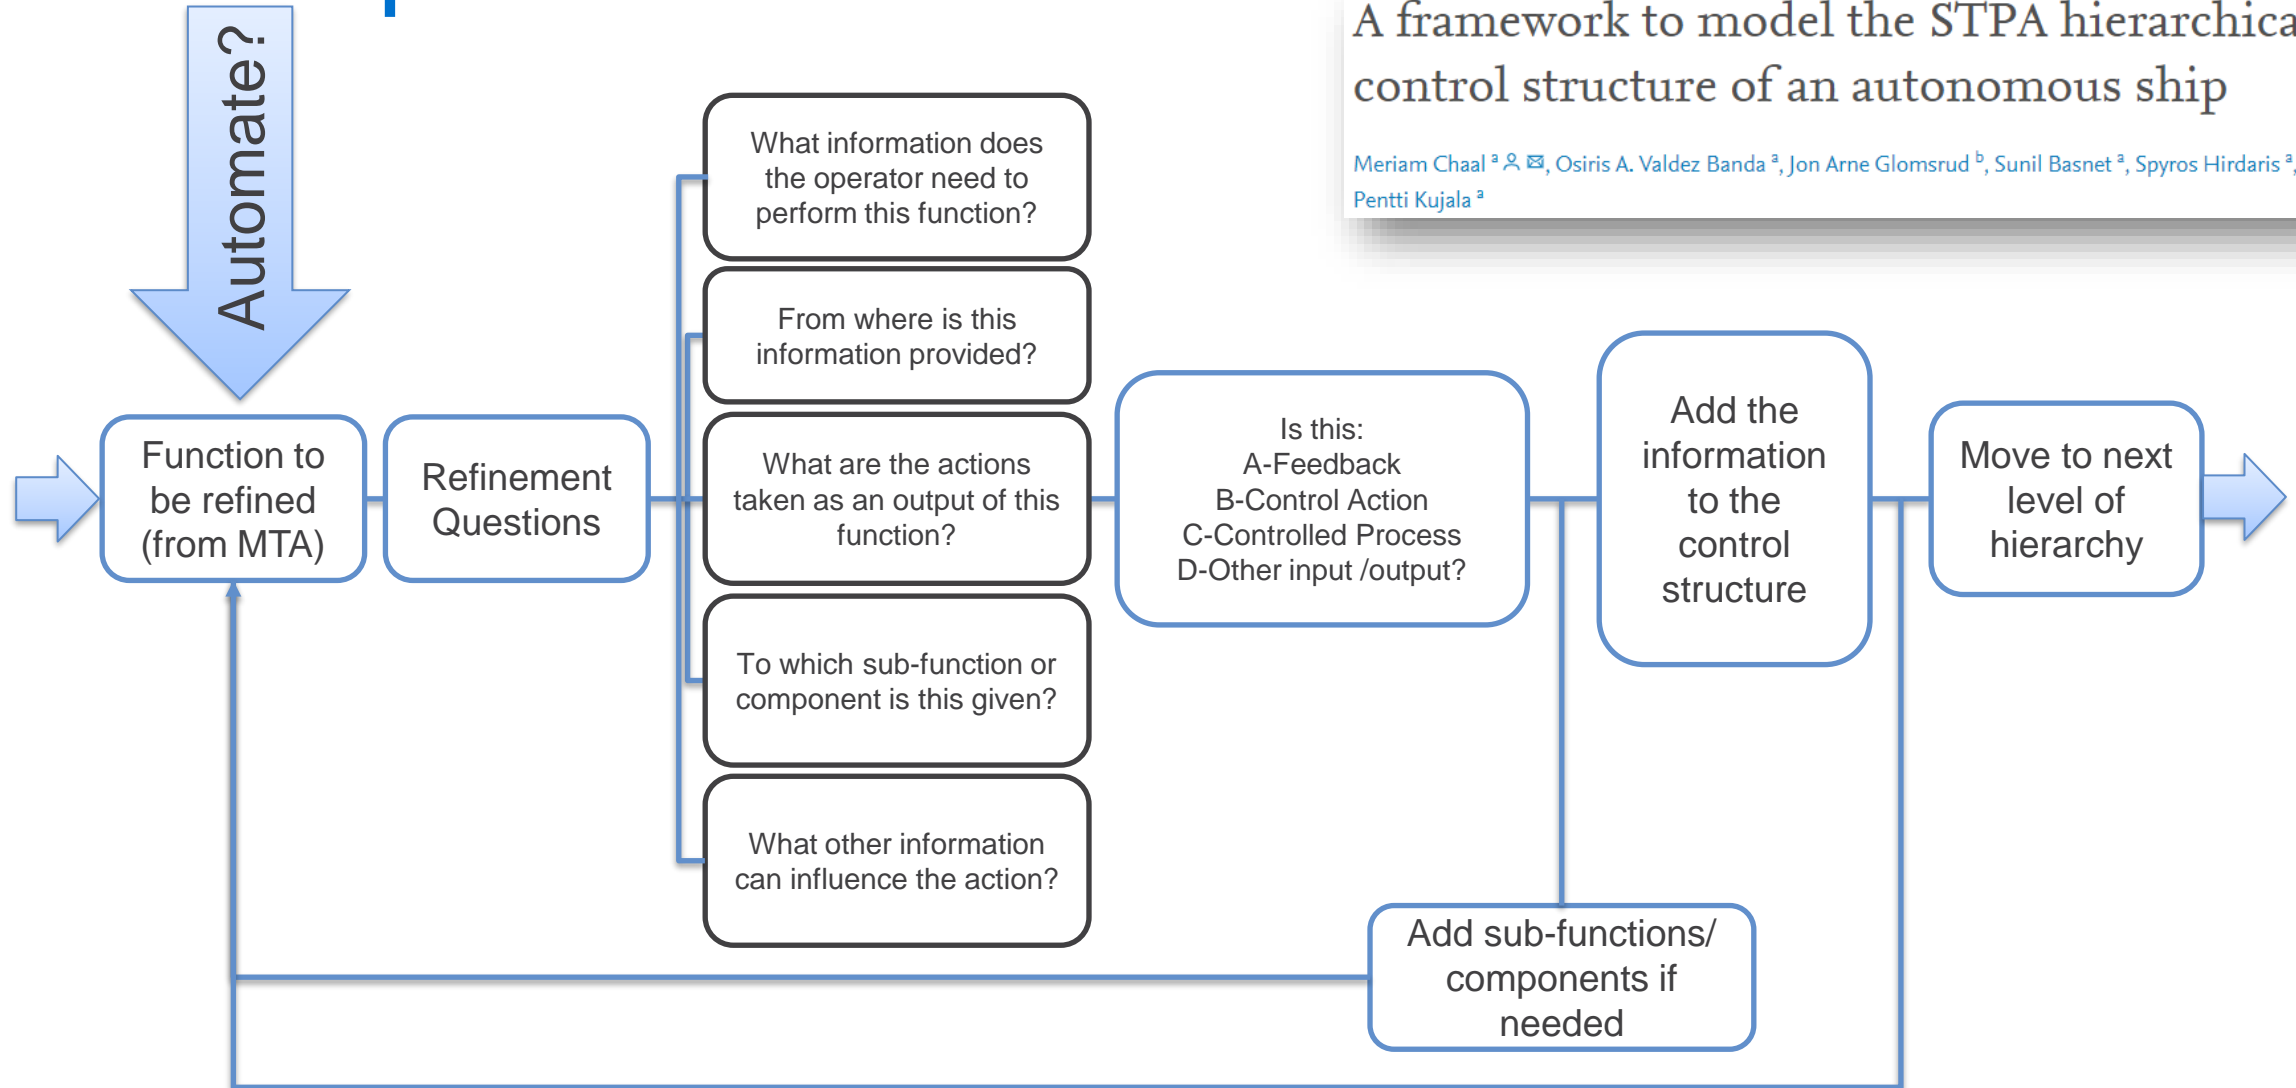 A framework to model the STPA hierarchica
control structure of an autonomous ship
Meriam Chaal ª, Osiris A. Valdez Banda ª, Jon Arne Glomsrud ᵇ, Sunil Basnet ª, Spyros Hirdaris ª,
Pentti Kujala ª
Automate?
Function to
be refined
(from MTA)
Refinement
Questions
What information does
the operator need to
perform this function?
From where is this
information provided?
What are the actions
taken as an output of this
function?
To which sub-function or
component is this given?
What other information
can influence the action?
Is this:
A-Feedback
B-Control Action
C-Controlled Process
D-Other input /output?
Add the
information
to the
control
structure
Move to next
level of
hierarchy
Add sub-functions/
components if
needed